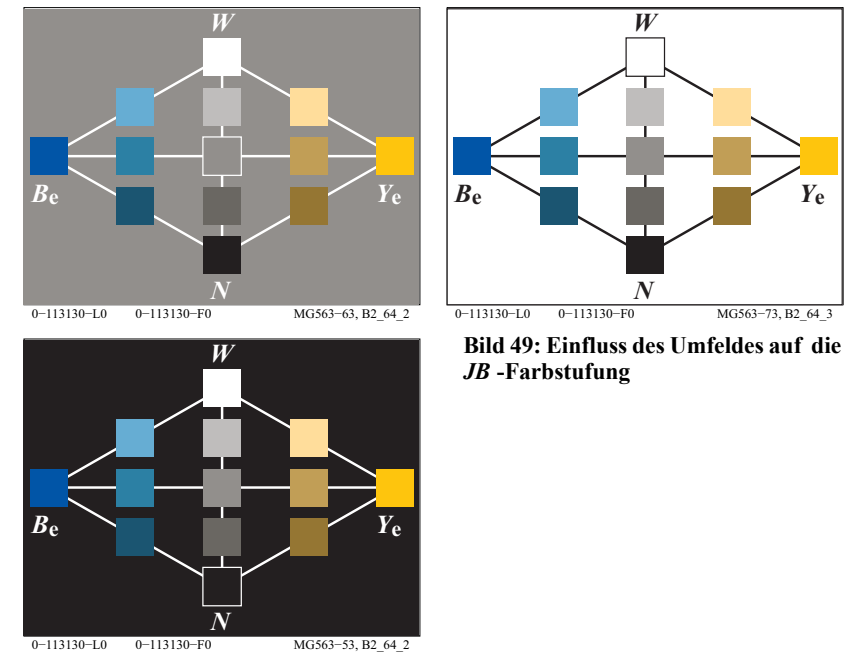 W
Be
Ye
N
0−113130−L0 0−113130−F0 MG563−63, B2_64_2
W
Be
Ye
N
0−113130−L0 0−113130−F0 MG563−73, B2_64_3
Bild 49: Einfluss des Umfeldes auf die
JB -Farbstufung
W
Be
Ye
N
0−113130−L0 0−113130−F0 MG563−53, B2_64_2